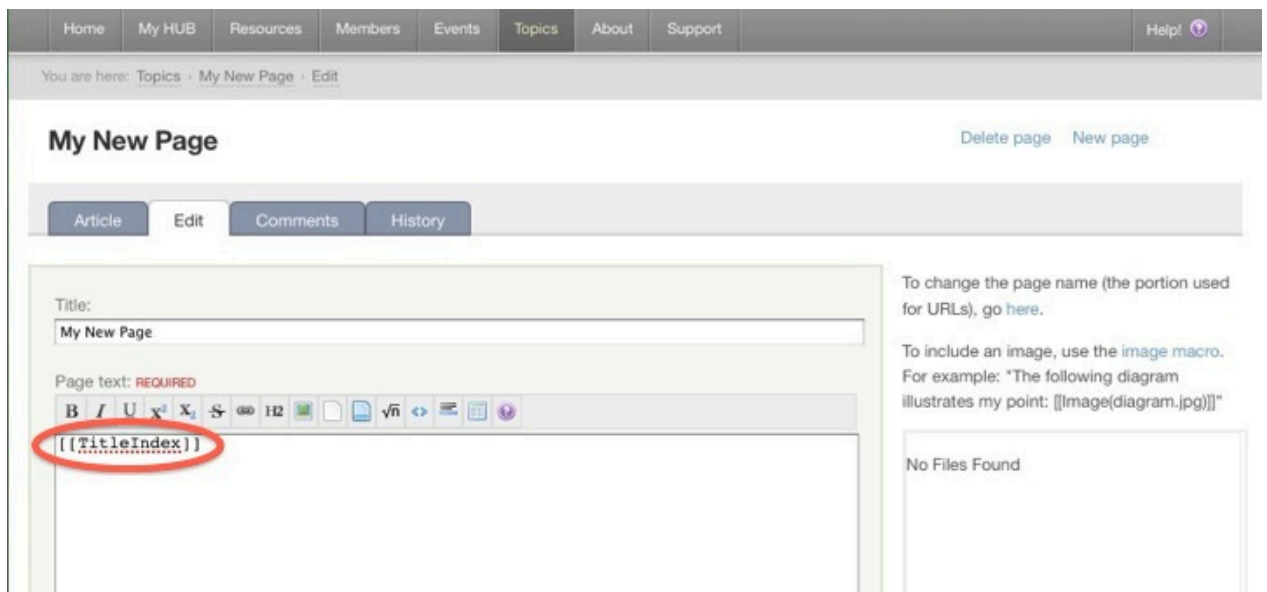 Home My HUB Resources Members Events Topics About Support Help!
You are here: Topics · My New Page · Edit
My New Page
Delete page New page
Article Edit Comments History
Title:
My New Page
Page text: REQUIRED
B I U X² X₂ S H2 √n <>
[[TitleIndex]]
To change the page name (the portion used
for URLs), go here.
To include an image, use the image macro.
For example: "The following diagram
illustrates my point: [[Image(diagram.jpg)]]"
No Files Found